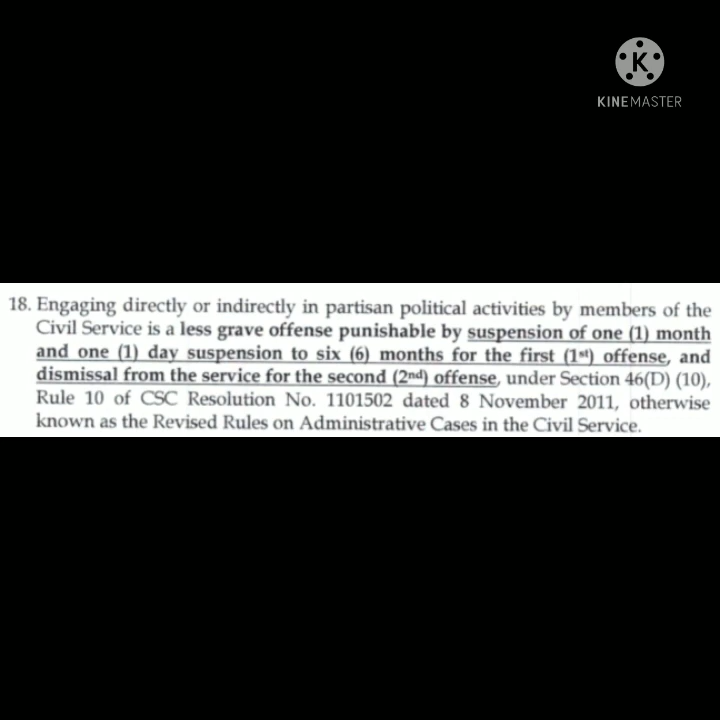 K
KINEMASTER
18. Engaging directly or indirectly in partisan political activities by members of the
Civil Service is a less grave offense punishable by suspension of one (1) month
and one (1) day suspension to six (6) months for the first (1st) offense, and
dismissal from the service for the second (2nd) offense, under Section 46(D) (10),
Rule 10 of CSC Resolution No. 1101502 dated 8 November 2011, otherwise
known as the Revised Rules on Administrative Cases in the Civil Service.